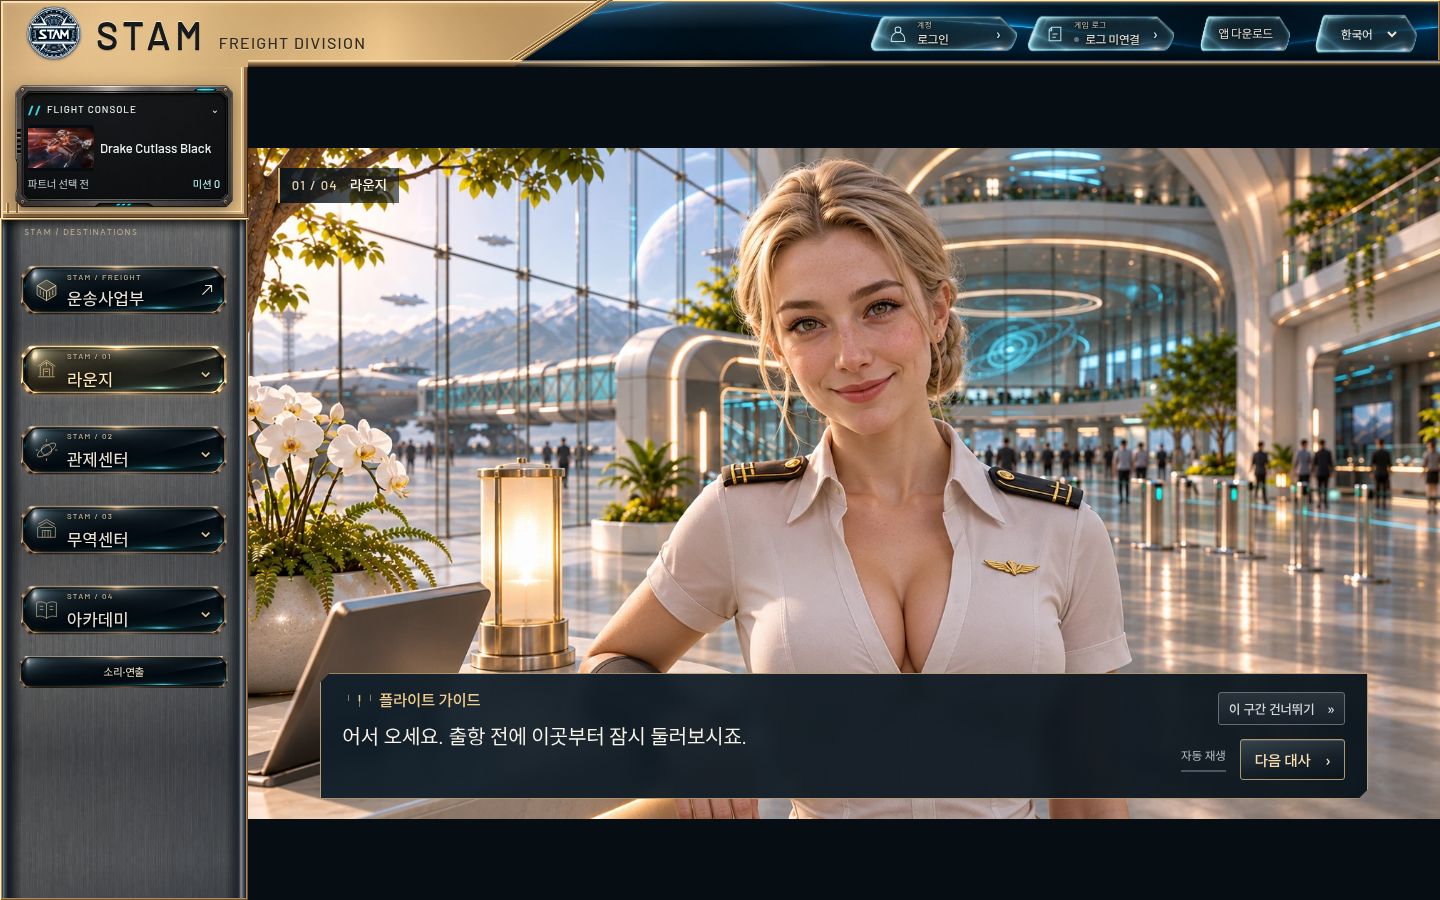 STAM
STAM FREIGHT DIVISION
계정
로그인
게임 로그
로그 미연결
앱 다운로드
한국어
// FLIGHT CONSOLE
Drake Cutlass Black
파트너 선택 전 미션 0
STAM / DESTINATIONS
STAM / FREIGHT
운송사업부
STAM / 01
라운지
STAM / 02
관제센터
STAM / 03
무역센터
STAM / 04
아카데미
소리·연출
01 / 04 라운지
플라이트 가이드
어서 오세요. 출항 전에 이곳부터 잠시 둘러보시죠.
이 구간 건너뛰기 »
자동 재생
다음 대사 ›